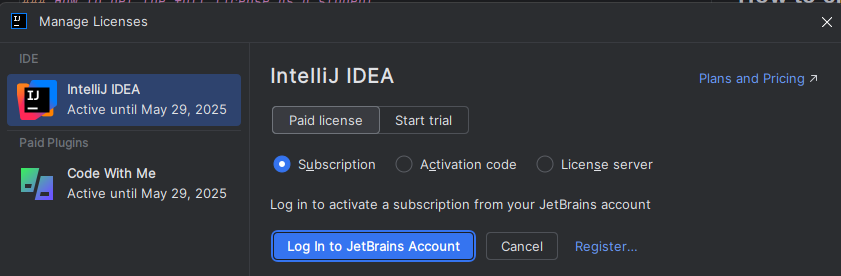 Manage Licenses
IDE
IJ
IntelliJ IDEA
Active until May 29, 2025
Paid Plugins
Code With Me
Active until May 29, 2025
IntelliJ IDEA
Plans and Pricing ↗
Paid license
Start trial
Subscription
Activation code
License server
Log in to activate a subscription from your JetBrains account
Log In to JetBrains Account
Cancel
Register...